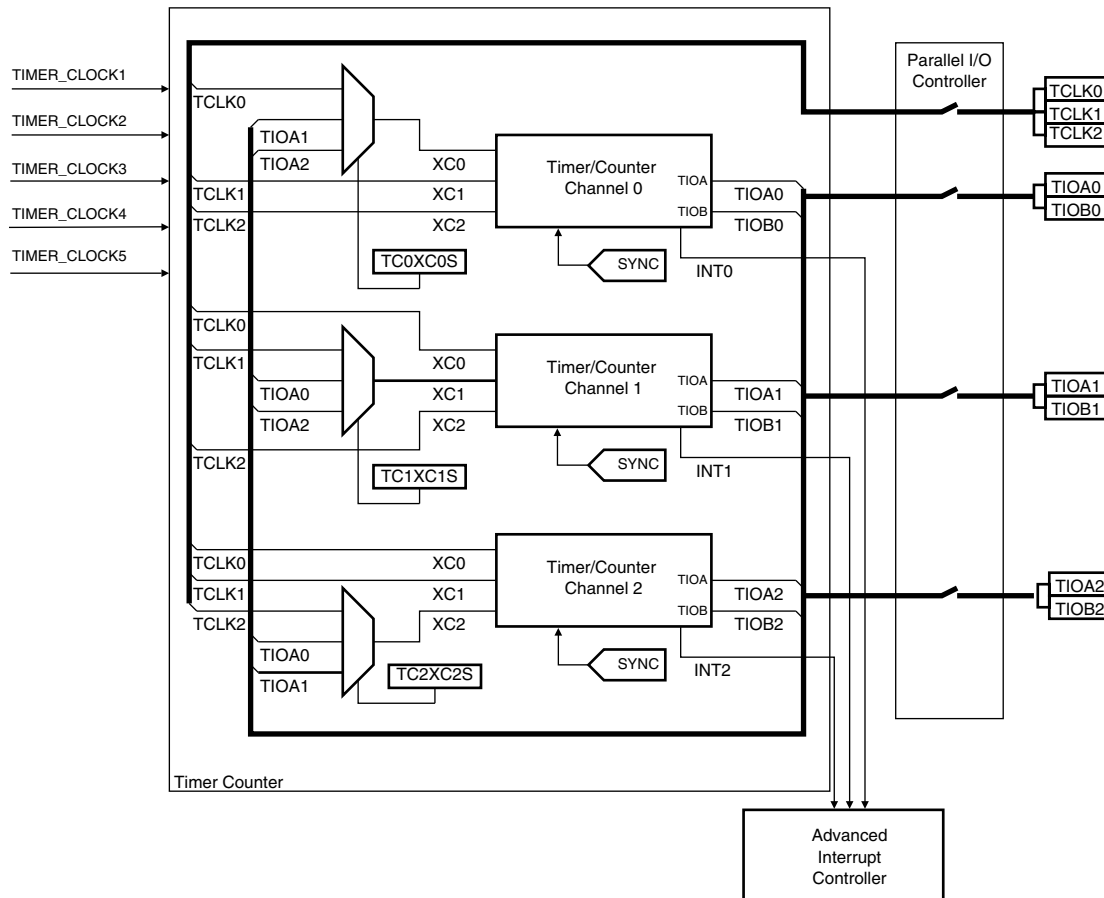 Parallel I/O
Controller
TIMER_CLOCK1
TCLK0
TCLK0
TCLK1
TIMER_CLOCK2
TCLK2
TIOA1
TIOA2
XC0
Timer/Counter
Channel 0
TIMER_CLOCK3
TIOA
TIOA0
TIOA0
TCLK1
XC1
TIMER_CLOCK4
TIOB
TIOB0
TIOB0
TCLK2
XC2
TIMER_CLOCK5
TC0XC0S
SYNC
INT0
TCLK0
TCLK1
XC0
Timer/Counter
Channel 1
TIOA
TIOA1
TIOA1
TIOA0
XC1
TIOB
TIOB1
TIOB1
TIOA2
XC2
TCLK2
SYNC
INT1
TC1XC1S
TCLK0
XC0
Timer/Counter
Channel 2
TIOA
TIOA2
TIOA2
TCLK1
XC1
TIOB
TIOB2
TIOB2
TCLK2
XC2
TIOA0
SYNC
INT2
TIOA1
TC2XC2S
Timer Counter
Advanced
Interrupt
Controller